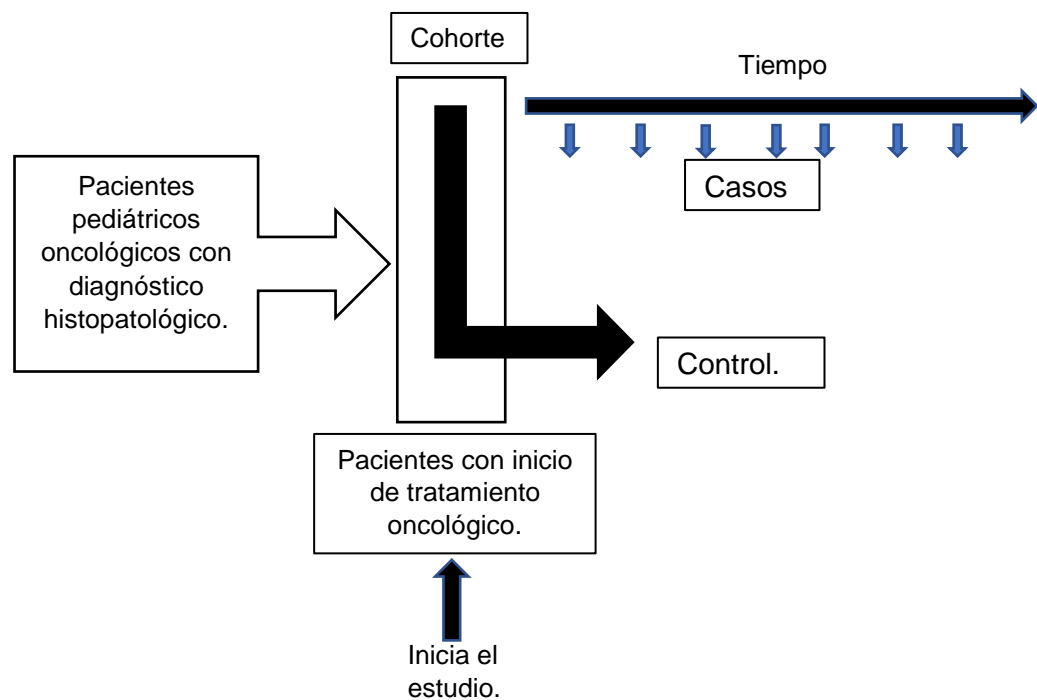 Cohorte
Tiempo
Casos
Pacientes
pediátricos
oncológicos con
diagnóstico
histopatológico.
Control.
Pacientes con inicio
de tratamiento
oncológico.
Inicia el
estudio.